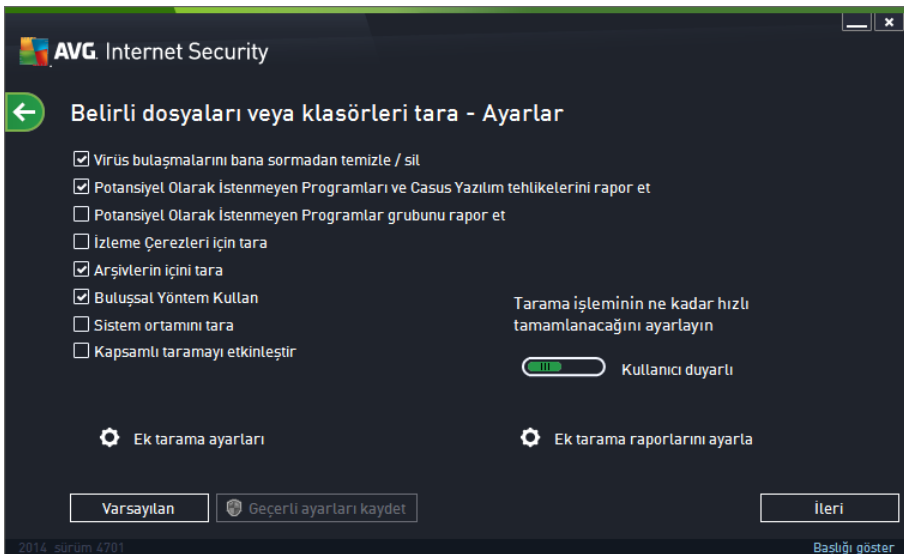 AVG. Internet Security
Belirli dosyaları veya klasörleri tara - Ayarlar
Virüs bulaşmalarını bana sormadan temizle / sil
Potansiyel Olarak İstenmeyen Programları ve Casus Yazılım tehlikelerini rapor et
Potansiyel Olarak İstenmeyen Programlar grubunu rapor et
İzleme Çerezleri için tara
Arşivlerin içini tara
Buluşsal Yöntem Kullan
Sistem ortamını tara
Kapsamlı taramayı etkinleştir
Tarama işleminin ne kadar hızlı
tamamlanacağını ayarlayın
Kullanıcı duyarlı
Ek tarama ayarları
Ek tarama raporlarını ayarla
Varsayılan
Geçerli ayarları kaydet
İleri
2014 sürüm 4701
Başlığı göster